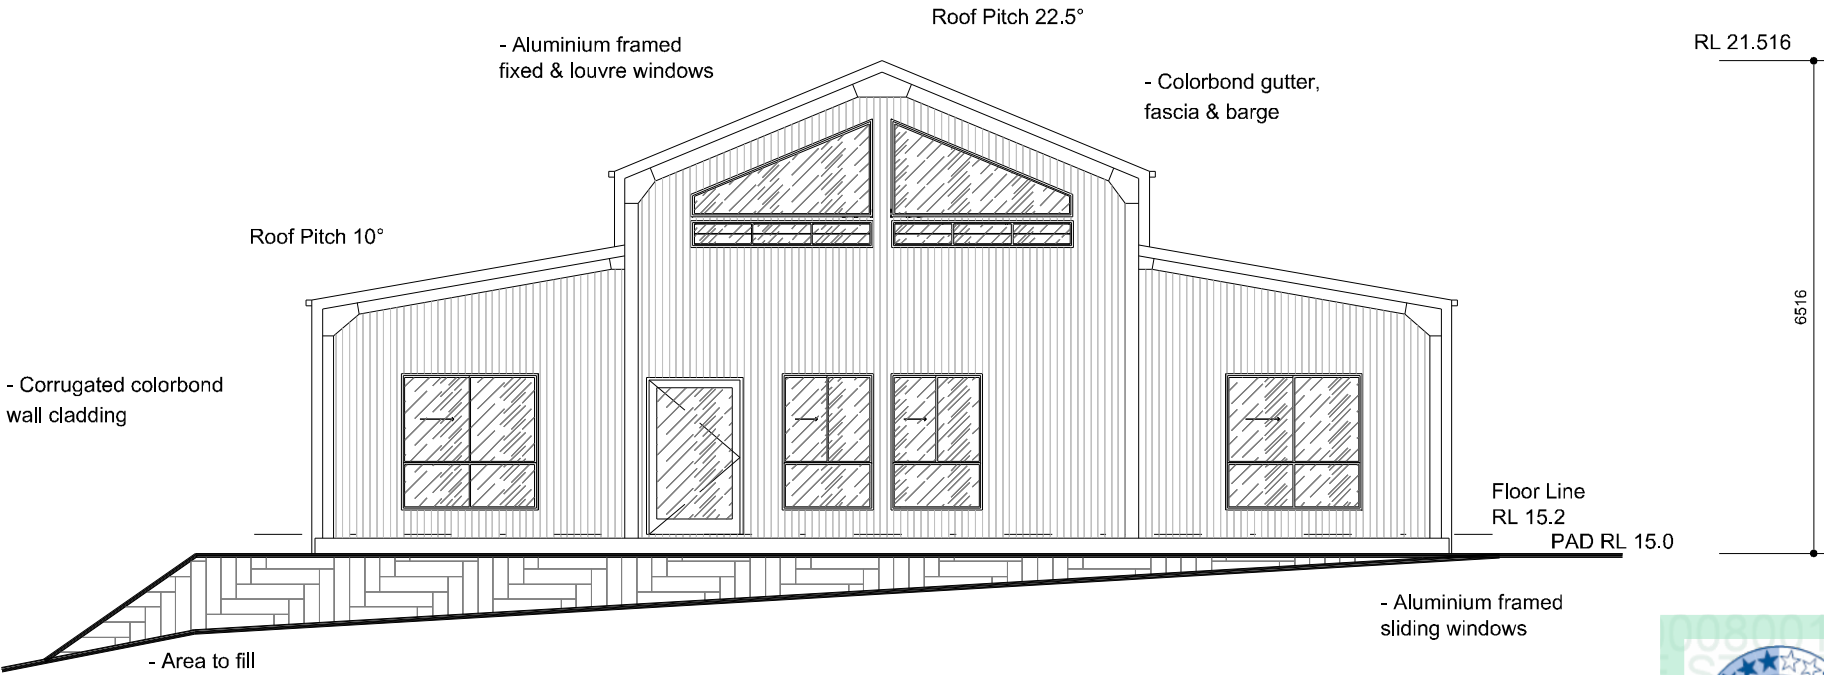 Roof Pitch 22.5°
- Aluminium framed
fixed & louvre windows
RL 21.516
- Colorbond gutter,
fascia & barge
Roof Pitch 10°
6516
- Corrugated colorbond
wall cladding
Floor Line
RL 15.2
PAD RL 15.0
- Aluminium framed
sliding windows
- Area to fill